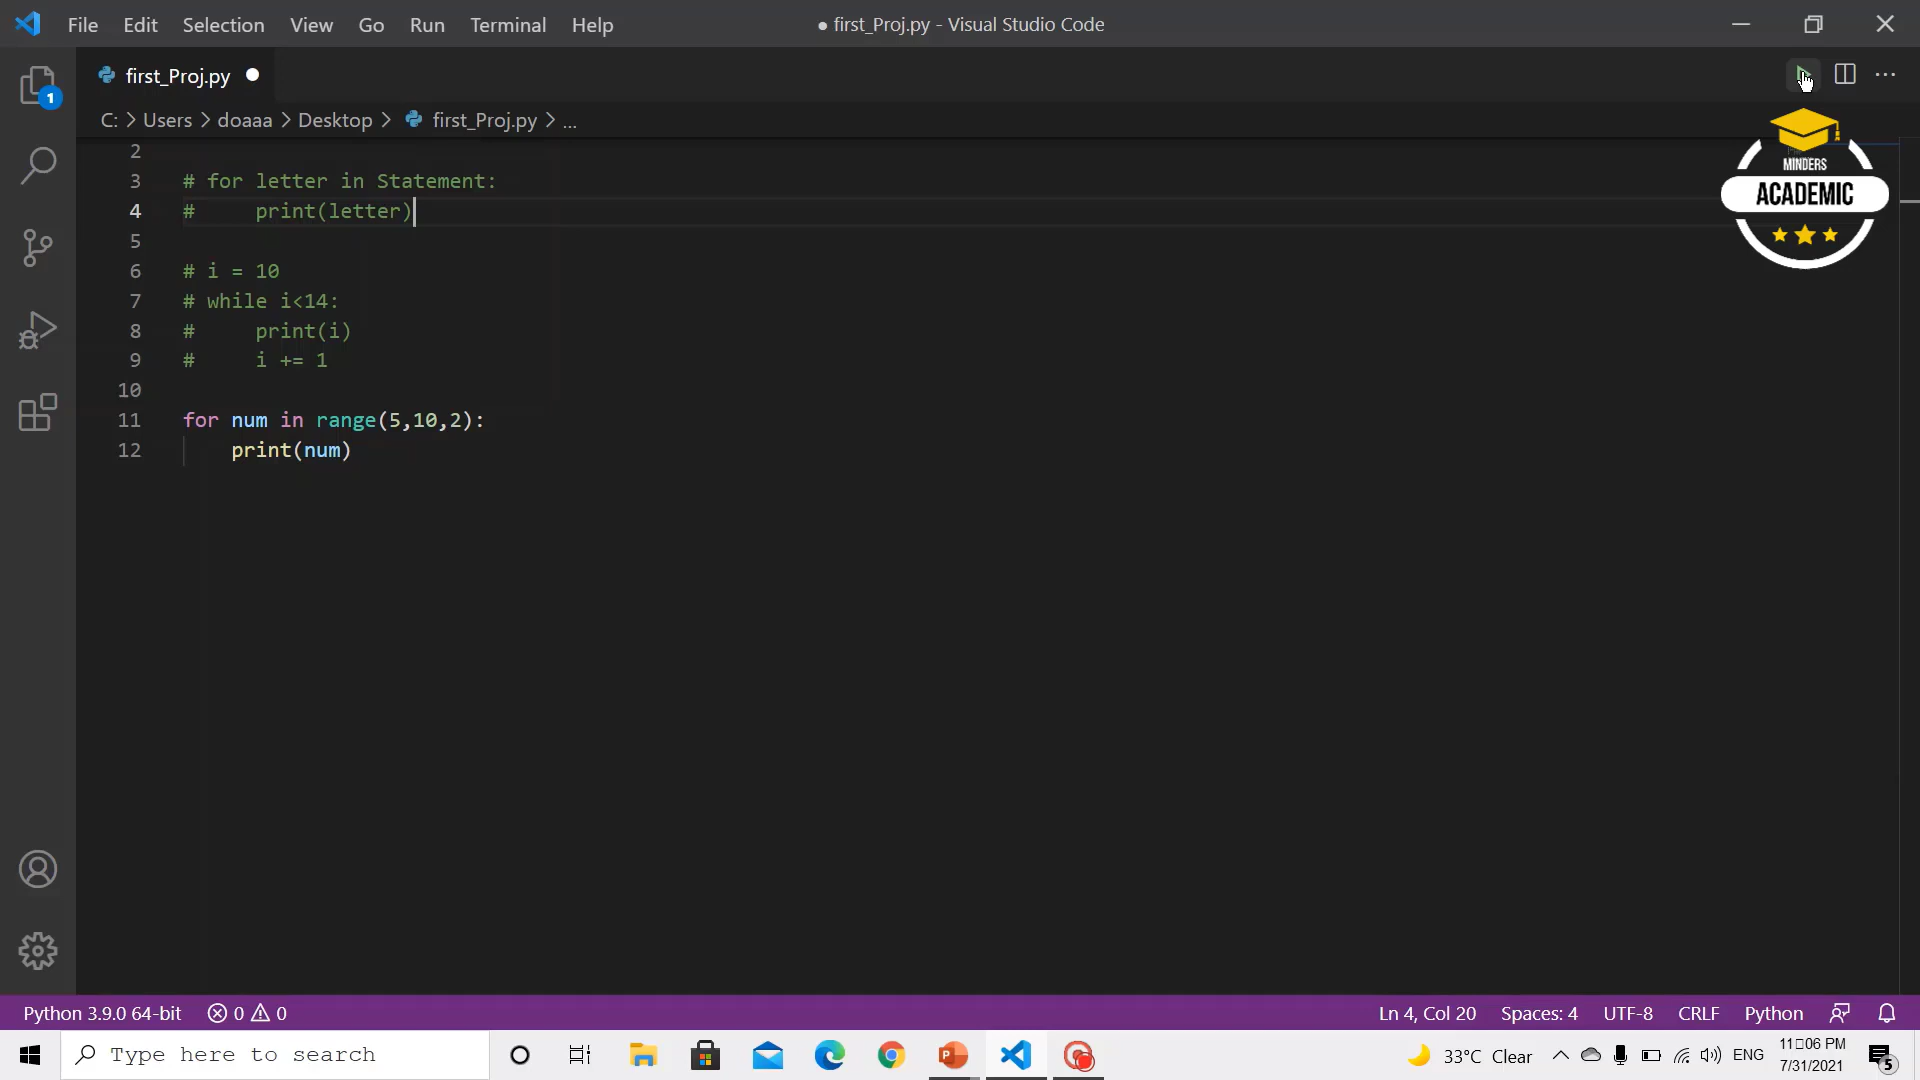 File Edit Selection View Go Run Terminal Help
● first_Proj.py - Visual Studio Code
first_Proj.py ●
C: > Users > doaaa > Desktop > first_Proj.py > ...
1
MINDERS
ACADEMIC
2
3 # for letter in Statement:
4 #     print(letter)
5
6 # i = 10
7 # while i<14:
8 #     print(i)
9 #     i += 1
10
11 for num in range(5,10,2):
12     print(num)
Python 3.9.0 64-bit 0 0 Ln 4, Col 20 Spaces: 4 UTF-8 CRLF Python
Type here to search
33°C Clear ENG
11□06 PM
7/31/2021
5